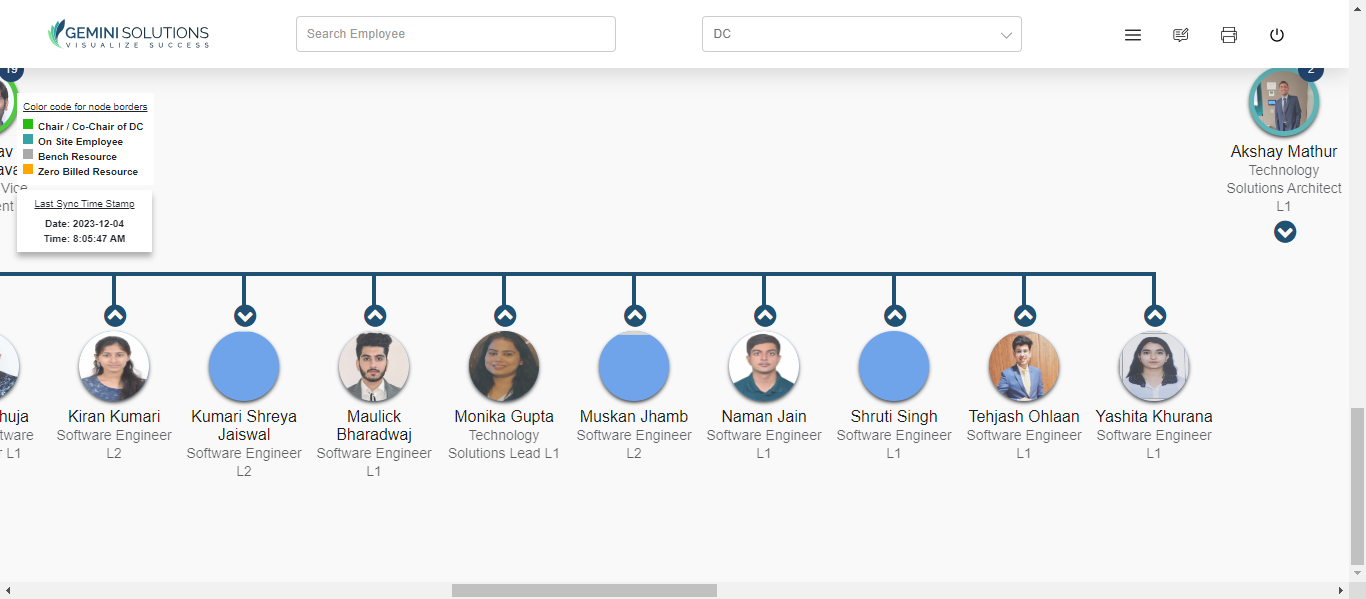 GEMINI SOLUTIONS
VISUALIZE SUCCESS
Search Employee
DC
19
2
Color code for node borders
Chair / Co-Chair of DC
On Site Employee
Bench Resource
Zero Billed Resource
Last Sync Time Stamp
Date: 2023-12-04
Time: 8:05:47 AM
av
ava
Vice
ent
Akshay Mathur
Technology
Solutions Architect
L1
huja
tware
r L1
Kiran Kumari
Software Engineer
L2
Kumari Shreya
Jaiswal
Software Engineer
L2
Maulick
Bharadwaj
Software Engineer
L1
Monika Gupta
Technology
Solutions Lead L1
Muskan Jhamb
Software Engineer
L2
Naman Jain
Software Engineer
L1
Shruti Singh
Software Engineer
L1
Tehjash Ohlaan
Software Engineer
L1
Yashita Khurana
Software Engineer
L1